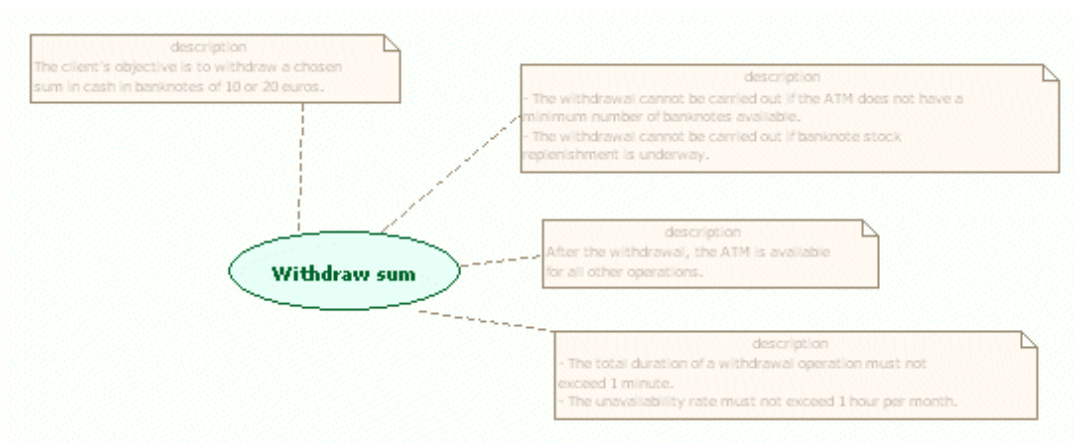 description
The client's objective is to withdraw a chosen
sum in cash in banknotes of 10 or 20 euros.
description
- The withdrawal cannot be carried out if the ATM does not have a
minimum number of banknotes available.
- The withdrawal cannot be carried out if banknote stock
replenishment is underway.
description
After the withdrawal, the ATM is available
for all other operations.
Withdraw sum
description
- The total duration of a withdrawal operation must not
exceed 1 minute.
- The unavailability rate must not exceed 1 hour per month.